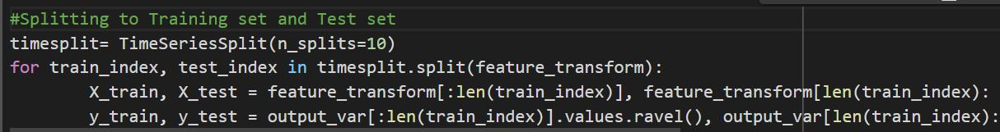 #Splitting to Training set and Test set
timesplit= TimeSeriesSplit(n_splits=10)
for train_index, test_index in timesplit.split(feature_transform):
        X_train, X_test = feature_transform[:len(train_index)], feature_transform[len(train_index):
        y_train, y_test = output_var[:len(train_index)].values.ravel(), output_var[len(train_index):